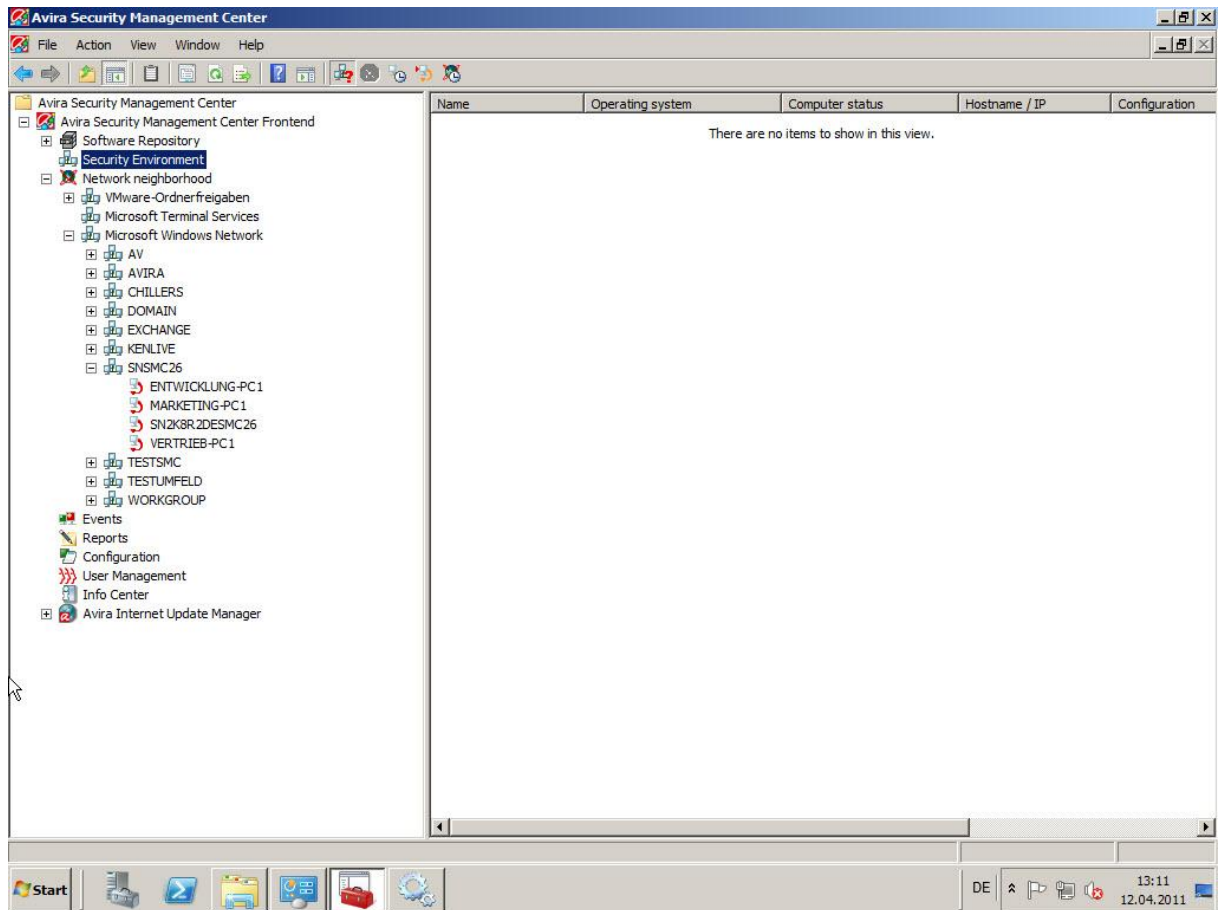 Avira Security Management Center
File Action View Window Help
Avira Security Management Center
Avira Security Management Center Frontend
Software Repository
Security Environment
Network neighborhood
VMware-Ordnerfreigaben
Microsoft Terminal Services
Microsoft Windows Network
AV
AVIRA
CHILLERS
DOMAIN
EXCHANGE
KENLIVE
SNSMC26
ENTWICKLUNG-PC1
MARKETING-PC1
SN2K8R2DESMC26
VERTRIEB-PC1
TESTSMC
TESTUMFELD
WORKGROUP
Events
Reports
Configuration
User Management
Info Center
Avira Internet Update Manager
Name Operating system Computer status Hostname / IP Configuration
There are no items to show in this view.
Start
DE
13:11
12.04.2011